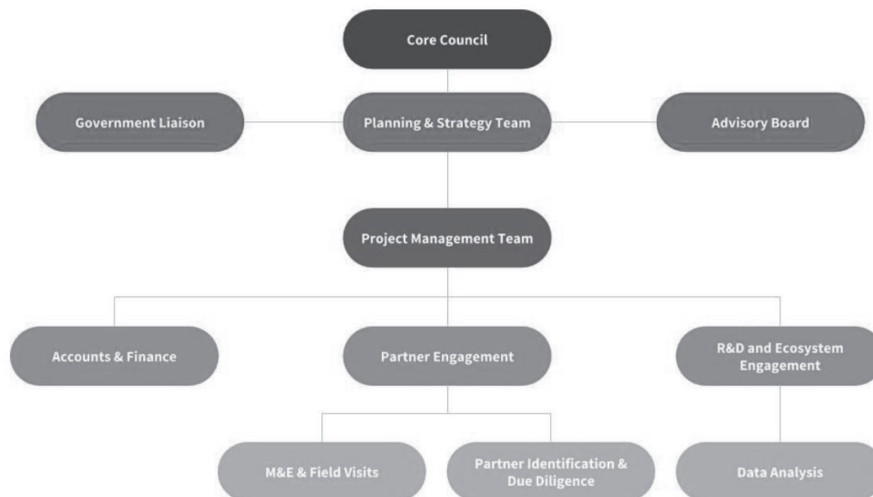 Core Council
Government Liaison
Planning & Strategy Team
Advisory Board
Project Management Team
Accounts & Finance
Partner Engagement
R&D and Ecosystem
Engagement
M&E & Field Visits
Partner Identification &
Due Diligence
Data Analysis